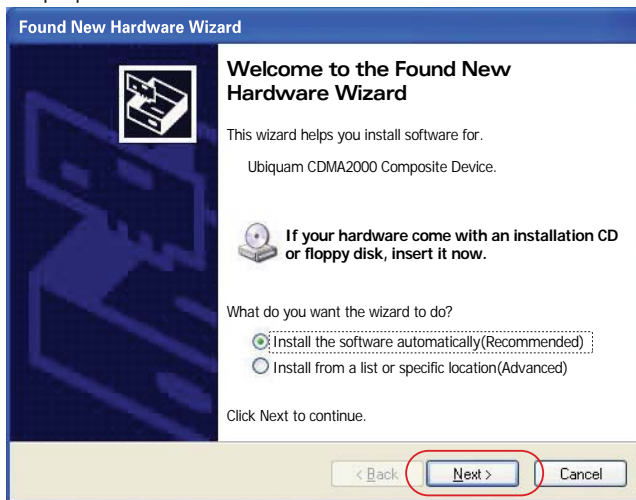 Found New Hardware Wizard
Welcome to the Found New
Hardware Wizard
This wizard helps you install software for.
Ubiquam CDMA2000 Composite Device.
If your hardware come with an installation CD
or floppy disk, insert it now.
What do you want the wizard to do?
Install the software automatically(Recommended)
Install from a list or specific location(Advanced)
Click Next to continue.
< Back
Next >
Cancel